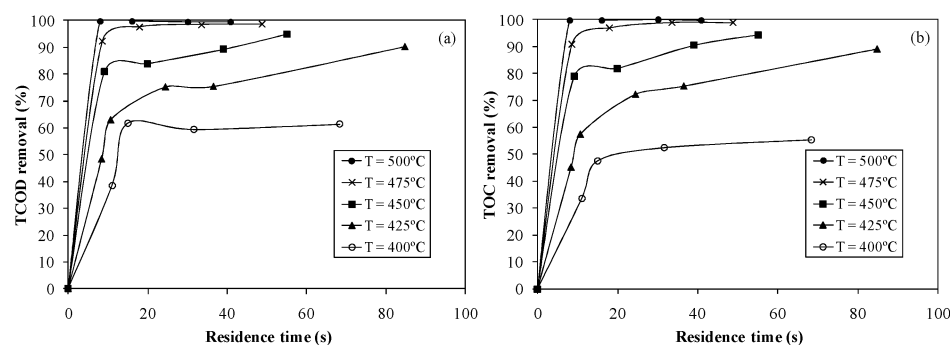 100
90
80
70
60
50
40
30
20
10
0
TCOD removal (%)
(a)
T = 500ºC
T = 475ºC
T = 450ºC
T = 425ºC
T = 400ºC
0 20 40 60 80 100
Residence time (s)
100
90
80
70
60
50
40
30
20
10
0
TOC removal (%)
(b)
T = 500ºC
T = 475ºC
T = 450ºC
T = 425ºC
T = 400ºC
0 20 40 60 80 100
Residence time (s)